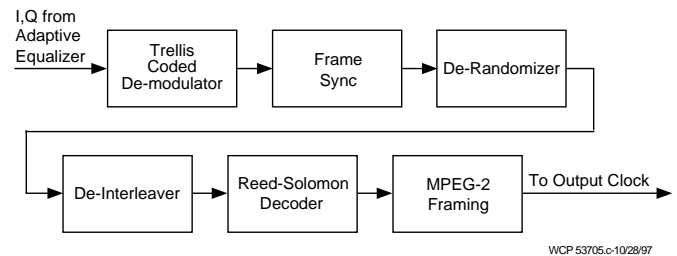 I,Q from
Adaptive
Equalizer
Trellis
Coded
De-modulator
Frame
Sync
De-Randomizer
De-Interleaver
Reed-Solomon
Decoder
MPEG-2
Framing
To Output Clock
WCP 53705.c-10/28/97